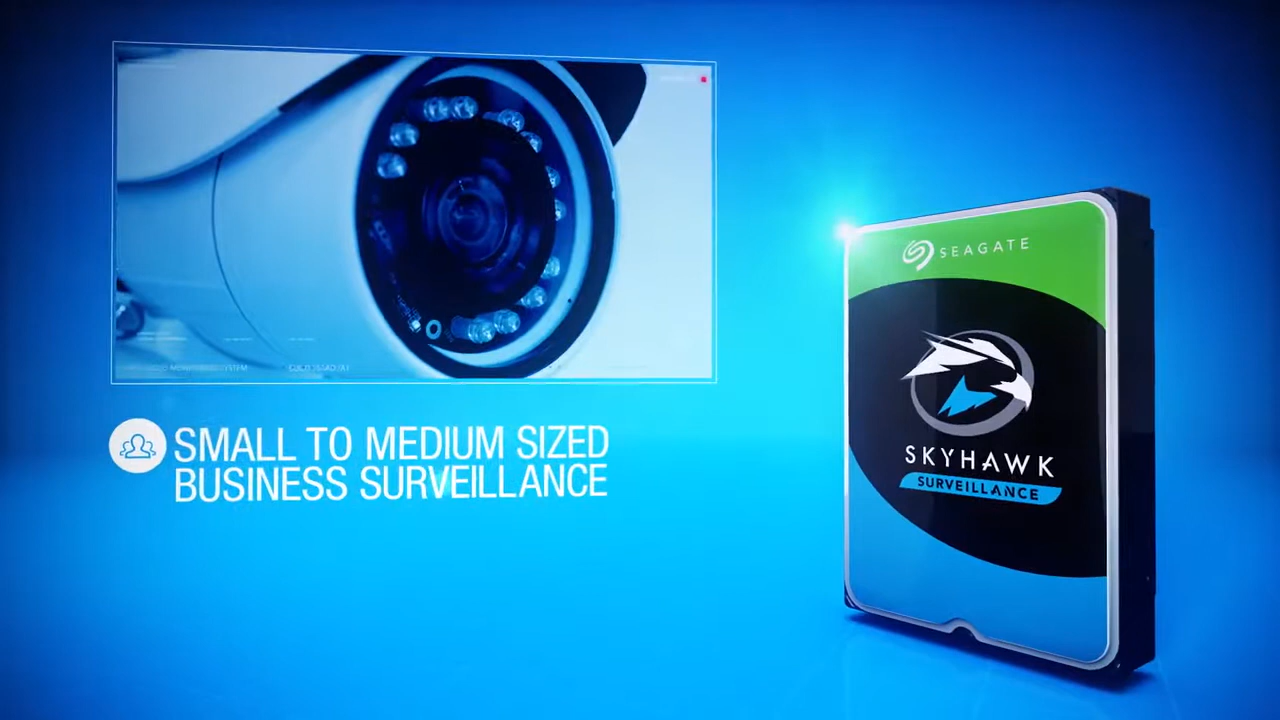 SMALL TO MEDIUM SIZED
BUSINESS SURVEILLANCE
SEAGATE
SKYHAWK
SURVEILLANCE